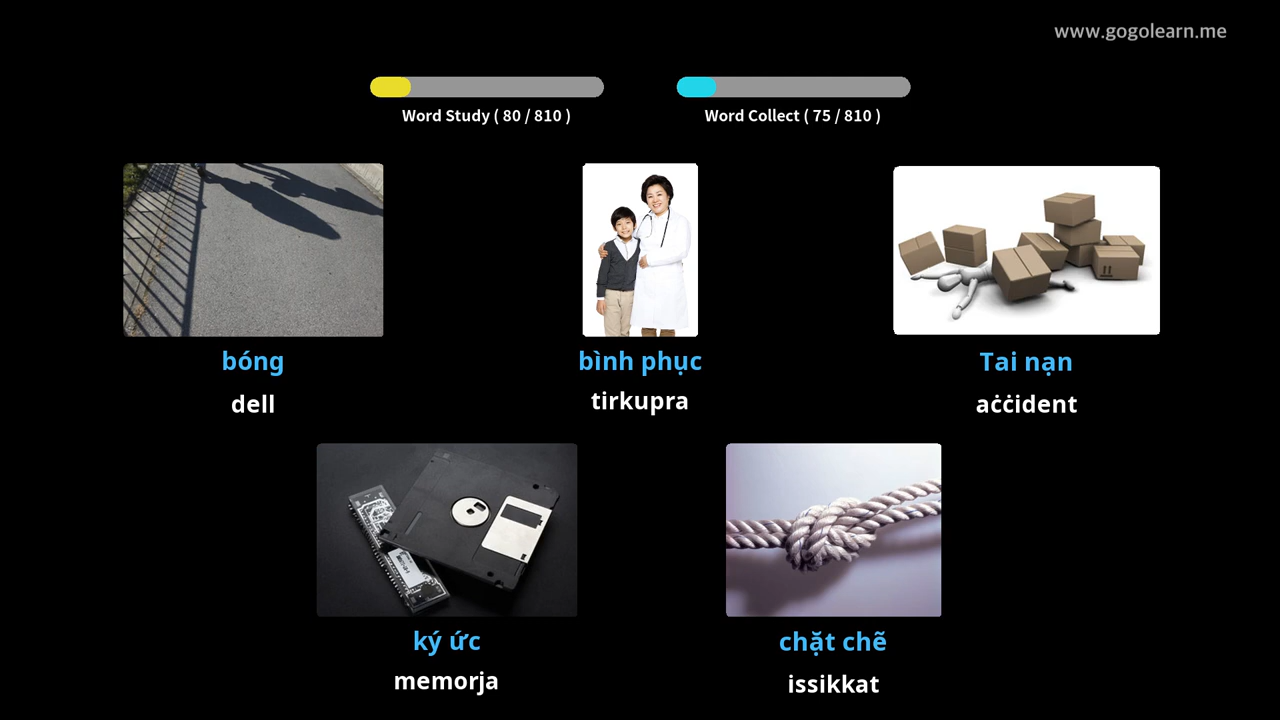 www.gogolearn.me
Word Study ( 80 / 810 )
Word Collect ( 75 / 810 )
bóng
dell
bình phục
tirkupra
Tai nạn
aċċident
ký ức
memorja
chặt chẽ
issikkat